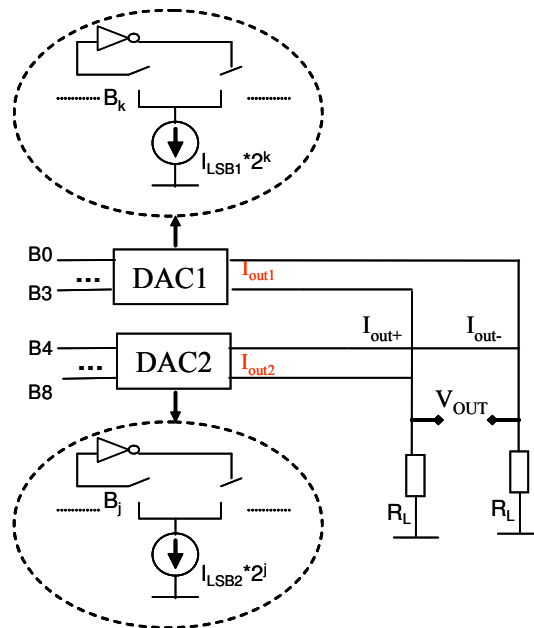 B_k
I_LSB1*2^k
B0
...
B3
DAC1
I_out1
I_out+
I_out-
B4
...
B8
DAC2
I_out2
V_OUT
B_j
I_LSB2*2^j
R_L
R_L